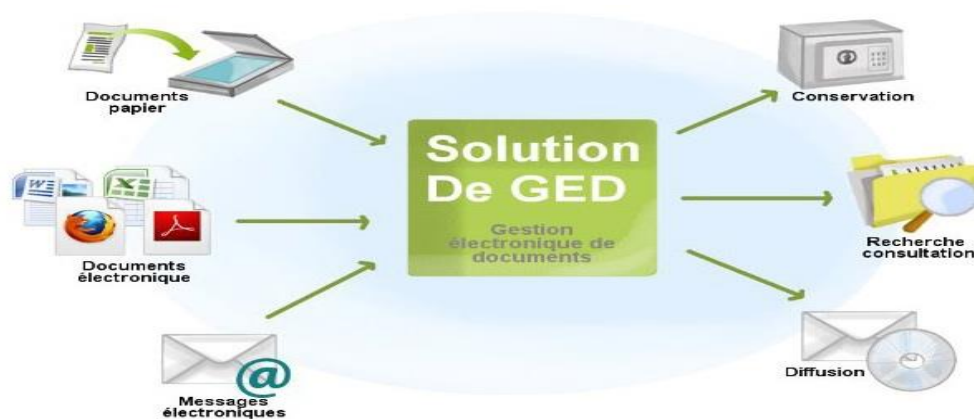 Documents
papier
Conservation
Solution
De GED
Gestion
électronique de
documents
Documents
électronique
Recherche
consultation
Messages
électroniques
@
Diffusion